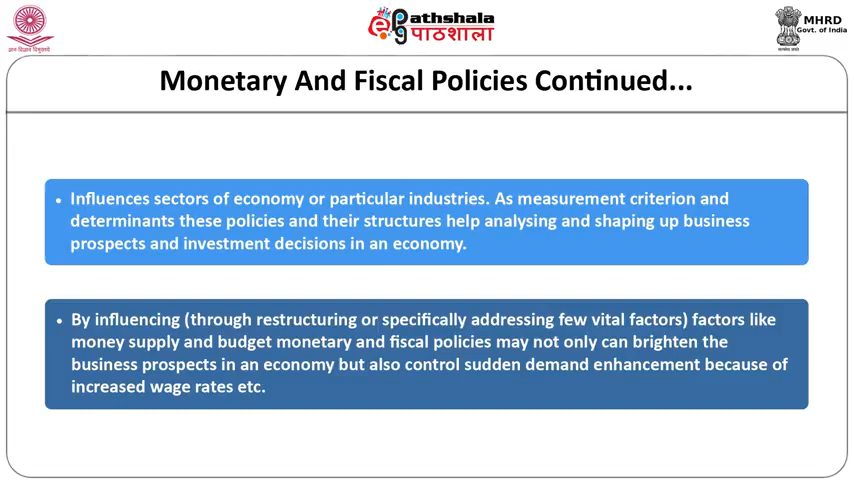 Pathshala
पाठशाला
MHRD
Govt. of India
Monetary And Fiscal Policies Continued...
• Influences sectors of economy or particular industries. As measurement criterion and
determinants these policies and their structures help analysing and shaping up business
prospects and investment decisions in an economy.
• By influencing (through restructuring or specifically addressing few vital factors) factors like
money supply and budget monetary and fiscal policies may not only can brighten the
business prospects in an economy but also control sudden demand enhancement because of
increased wage rates etc.